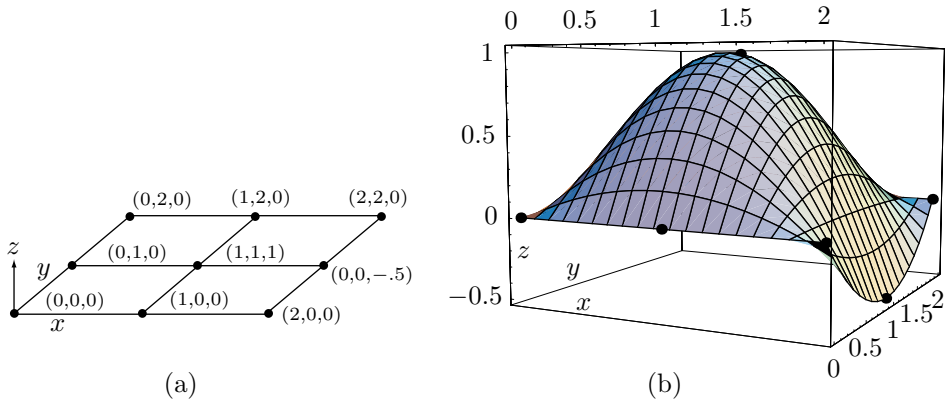 (0,2,0) (1,2,0) (2,2,0)
z
y (0,1,0) (1,1,1) (0,0,−.5)
(0,0,0) (1,0,0) (2,0,0)
x
(a)
0 0.5 1 1.5 2
1
0.5
0
−0.5
z
y
x
0 0.5 1 1.5 2
(b)